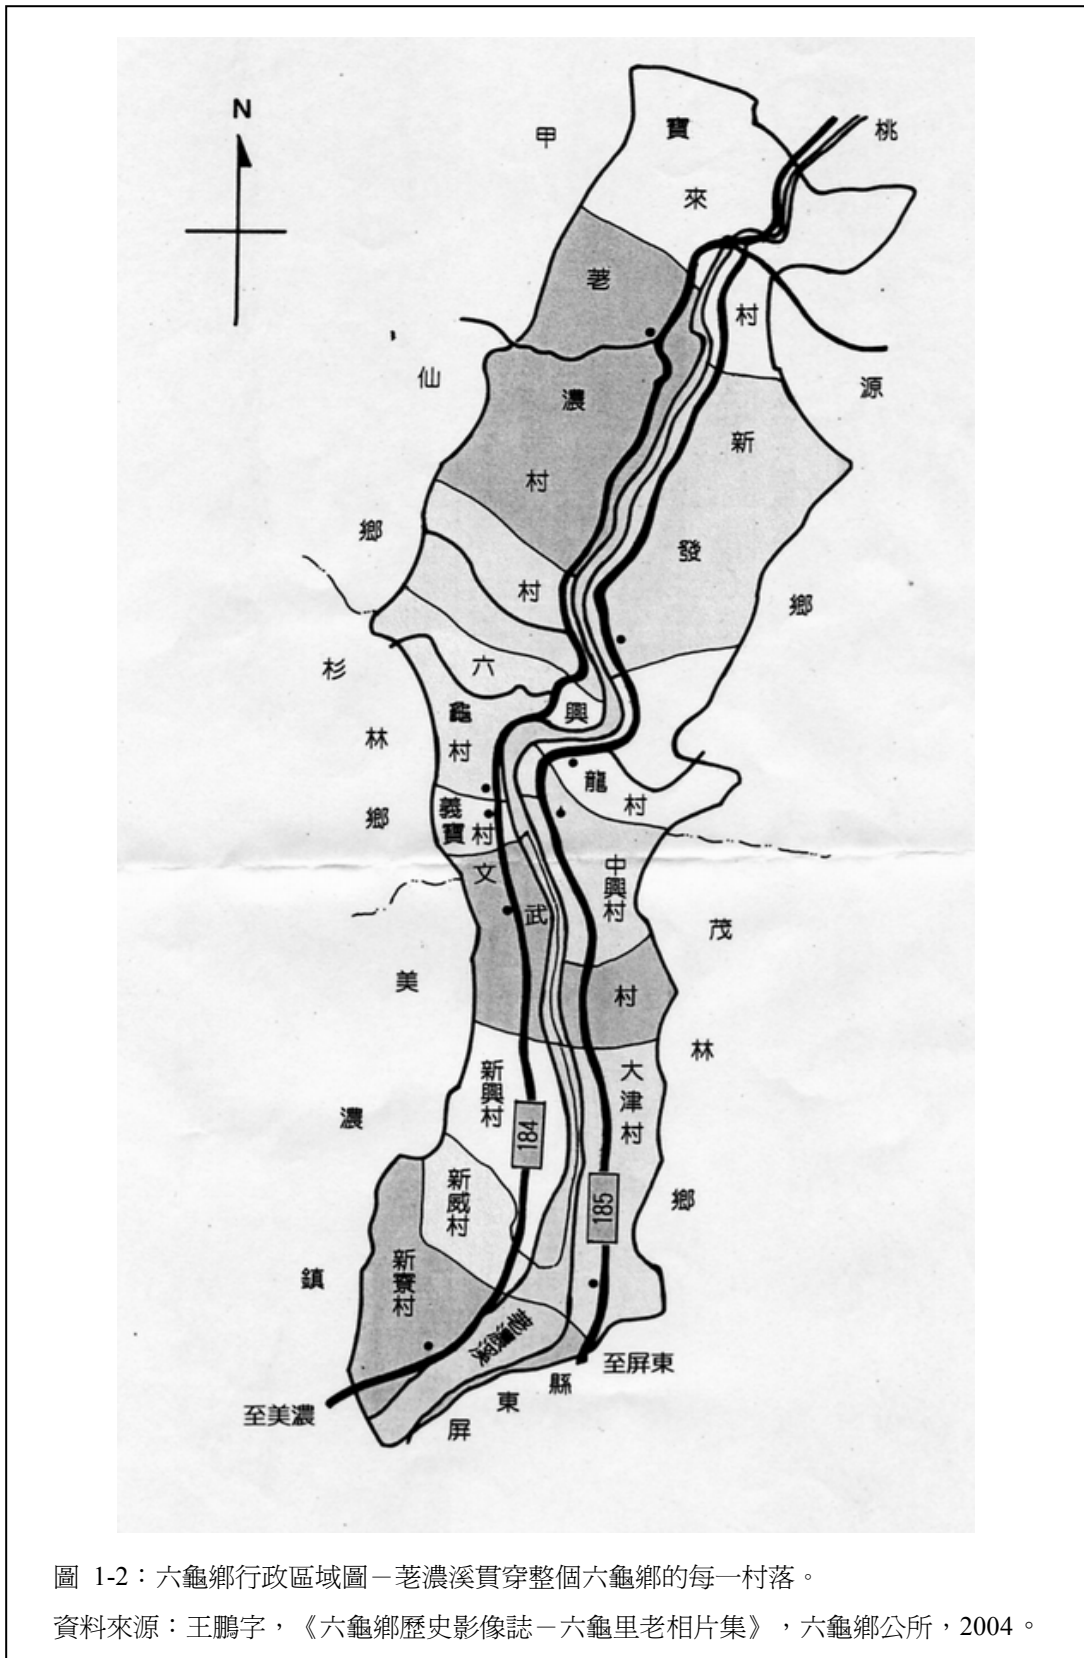 N
甲
寶
桃
來
荖
村
仙
源
濃
新
村
鄉
發
村
鄉
杉
六
龜
興
林
村
龍
村
鄉
義
寶
村
文
武
中興村
茂
美
村
林
新興村
大津村
濃
184
新威村
185
鄉
新寮村
鎮
荖濃溪
至屏東
縣
至美濃
東
屏
圖 1-2：六龜鄉行政區域圖－荖濃溪貫穿整個六龜鄉的每一村落。
資料來源：王鵬字，《六龜鄉歷史影像誌－六龜里老相片集》，六龜鄉公所，2004。